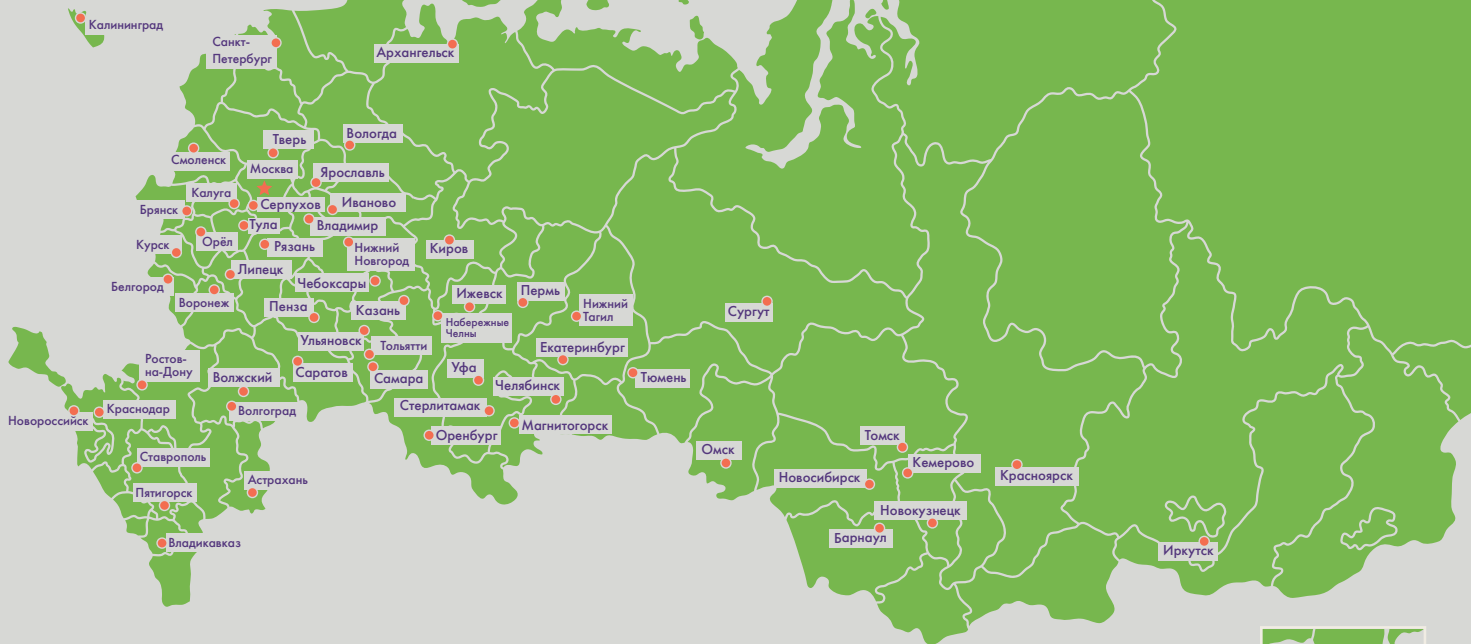 Калининград
Санкт-
Петербург
Архангельск
Тверь
Вологда
Смоленск
Москва
Ярославль
Калуга
Серпухов
Иваново
Брянск
Тула
Владимир
Орёл
Курск
Рязань
Нижний
Новгород
Киров
Липецк
Белгород
Чебоксары
Воронеж
Пенза
Казань
Ижевск
Пермь
Нижний
Тагил
Набережные
Челны
Сургут
Ульяновск
Тольятти
Екатеринбург
Ростов-
на-Дону
Волжский
Саратов
Самара
Уфа
Челябинск
Тюмень
Новороссийск
Краснодар
Волгоград
Стерлитамак
Оренбург
Магнитогорск
Ставрополь
Омск
Томск
Кемерово
Новосибирск
Красноярск
Пятигорск
Астрахань
Новокузнецк
Барнаул
Владикавказ
Иркутск